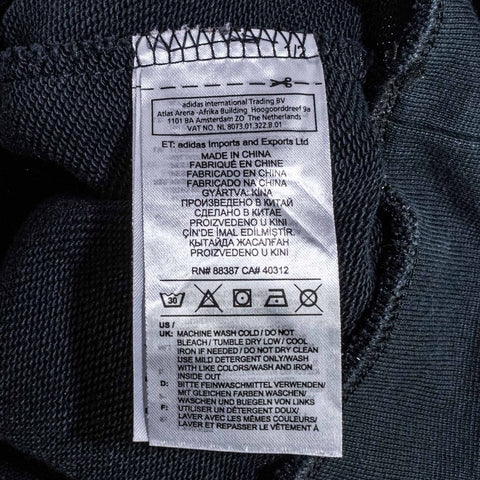 1/2
adidas International Trading BV
Atlas Arena -Afrika Building Hoogoorddreef 9a
1101 BA Amsterdam ZO The Netherlands
VAT NO. NL 8073.01.322.B.01
ET: adidas Imports and Exports Ltd
MADE IN CHINA
FABRIQUÉ EN CHINE
FABRICADO EN CHINA
FABRICADO NA CHINA
GYÁRTVA: KÍNA
ПРОИЗВЕДЕНО В КИТАЙ
СДЕЛАНО В КИТАЕ
PROIZVEDENO U KINI
ÇIN'DE İMAL EDİLMİŞTİR.
ҚЫТАЙДА ЖАСАЛҒАН
PROIZVEDENO U KINI
RN# 88387 CA# 40312
30
US /
UK: MACHINE WASH COLD / DO NOT
BLEACH / TUMBLE DRY LOW / COOL
IRON IF NEEDED / DO NOT DRY CLEAN
USE MILD DETERGENT ONLY/WASH
WITH LIKE COLORS/WASH AND IRON
INSIDE OUT
D: BITTE FEINWASCHMITTEL VERWENDEN/
MIT GLEICHEN FARBEN WASCHEN/
WASCHEN UND BUEGELN VON LINKS
F: UTILISER UN DÉTERGENT DOUX/
LAVER AVEC LES MÊMES COULEURS/
LAVER ET REPASSER LE VÊTEMENT À